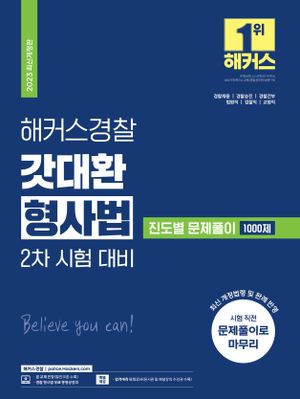 2023 최신개정판
1위
해커스
경찰채용 | 경찰승진 | 경찰간부
법원직 | 검찰직 | 교정직
해커스경찰
갓대환
형사법
2차 시험 대비
진도별 문제풀이 1000제
Believe you can!
최신 개정법령 및 판례 반영
시험 직전
문제풀이로
마무리
해커스경찰 | police.Hackers.com